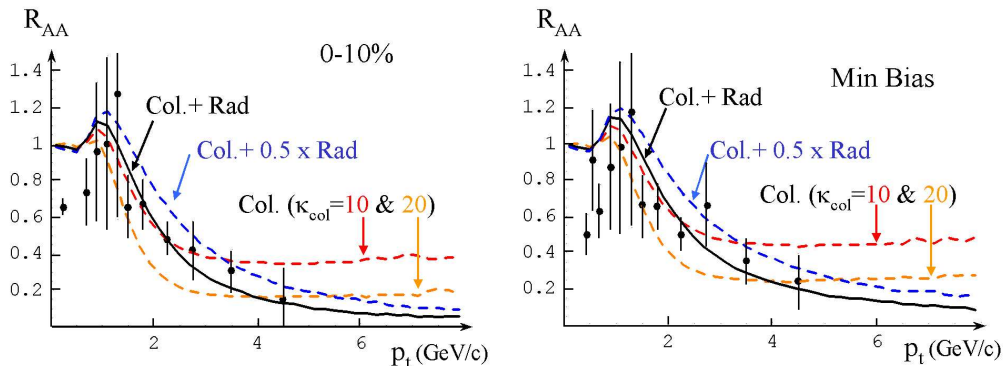 R_AA
0-10%
1.4
1.2
1
0.8
0.6
0.4
0.2
Col.+ Rad
Col.+ 0.5 x Rad
Col. (κ_col=10 & 20)
2
4
6
p_t (GeV/c)
R_AA
Min Bias
1.4
1.2
1
0.8
0.6
0.4
0.2
Col.+ Rad
Col.+ 0.5 x Rad
Col. (κ_col=10 & 20)
2
4
6
p_t (GeV/c)